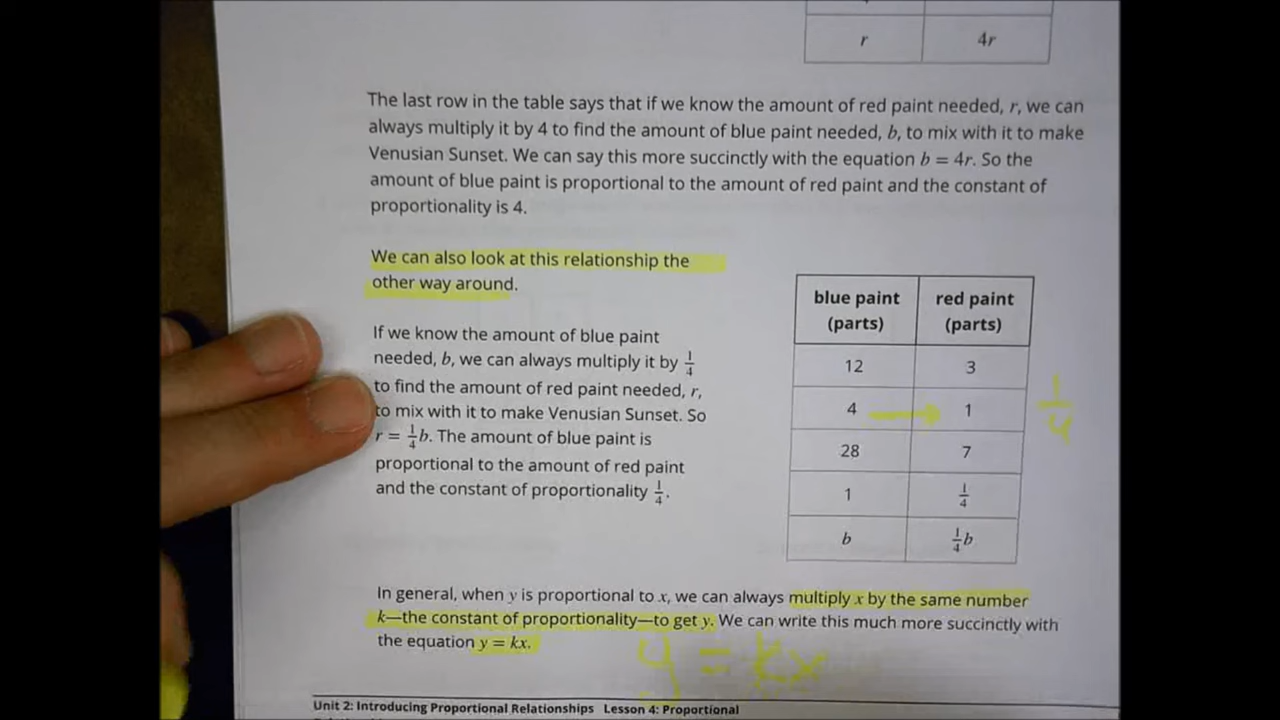 r 4r
The last row in the table says that if we know the amount of red paint needed, r, we can
always multiply it by 4 to find the amount of blue paint needed, b, to mix with it to make
Venusian Sunset. We can say this more succinctly with the equation b = 4r. So the
amount of blue paint is proportional to the amount of red paint and the constant of
proportionality is 4.
We can also look at this relationship the
other way around.
If we know the amount of blue paint
needed, b, we can always multiply it by 1/4
to find the amount of red paint needed, r,
to mix with it to make Venusian Sunset. So
r = 1/4 b. The amount of blue paint is
proportional to the amount of red paint
and the constant of proportionality 1/4.
blue paint red paint
(parts) (parts)
12 3
4 1 1/4
28 7
1 1/4
b 1/4 b
In general, when y is proportional to x, we can always multiply x by the same number
k—the constant of proportionality—to get y. We can write this much more succinctly with
the equation y = kx.
y = kx
Unit 2: Introducing Proportional Relationships Lesson 4: Proportional